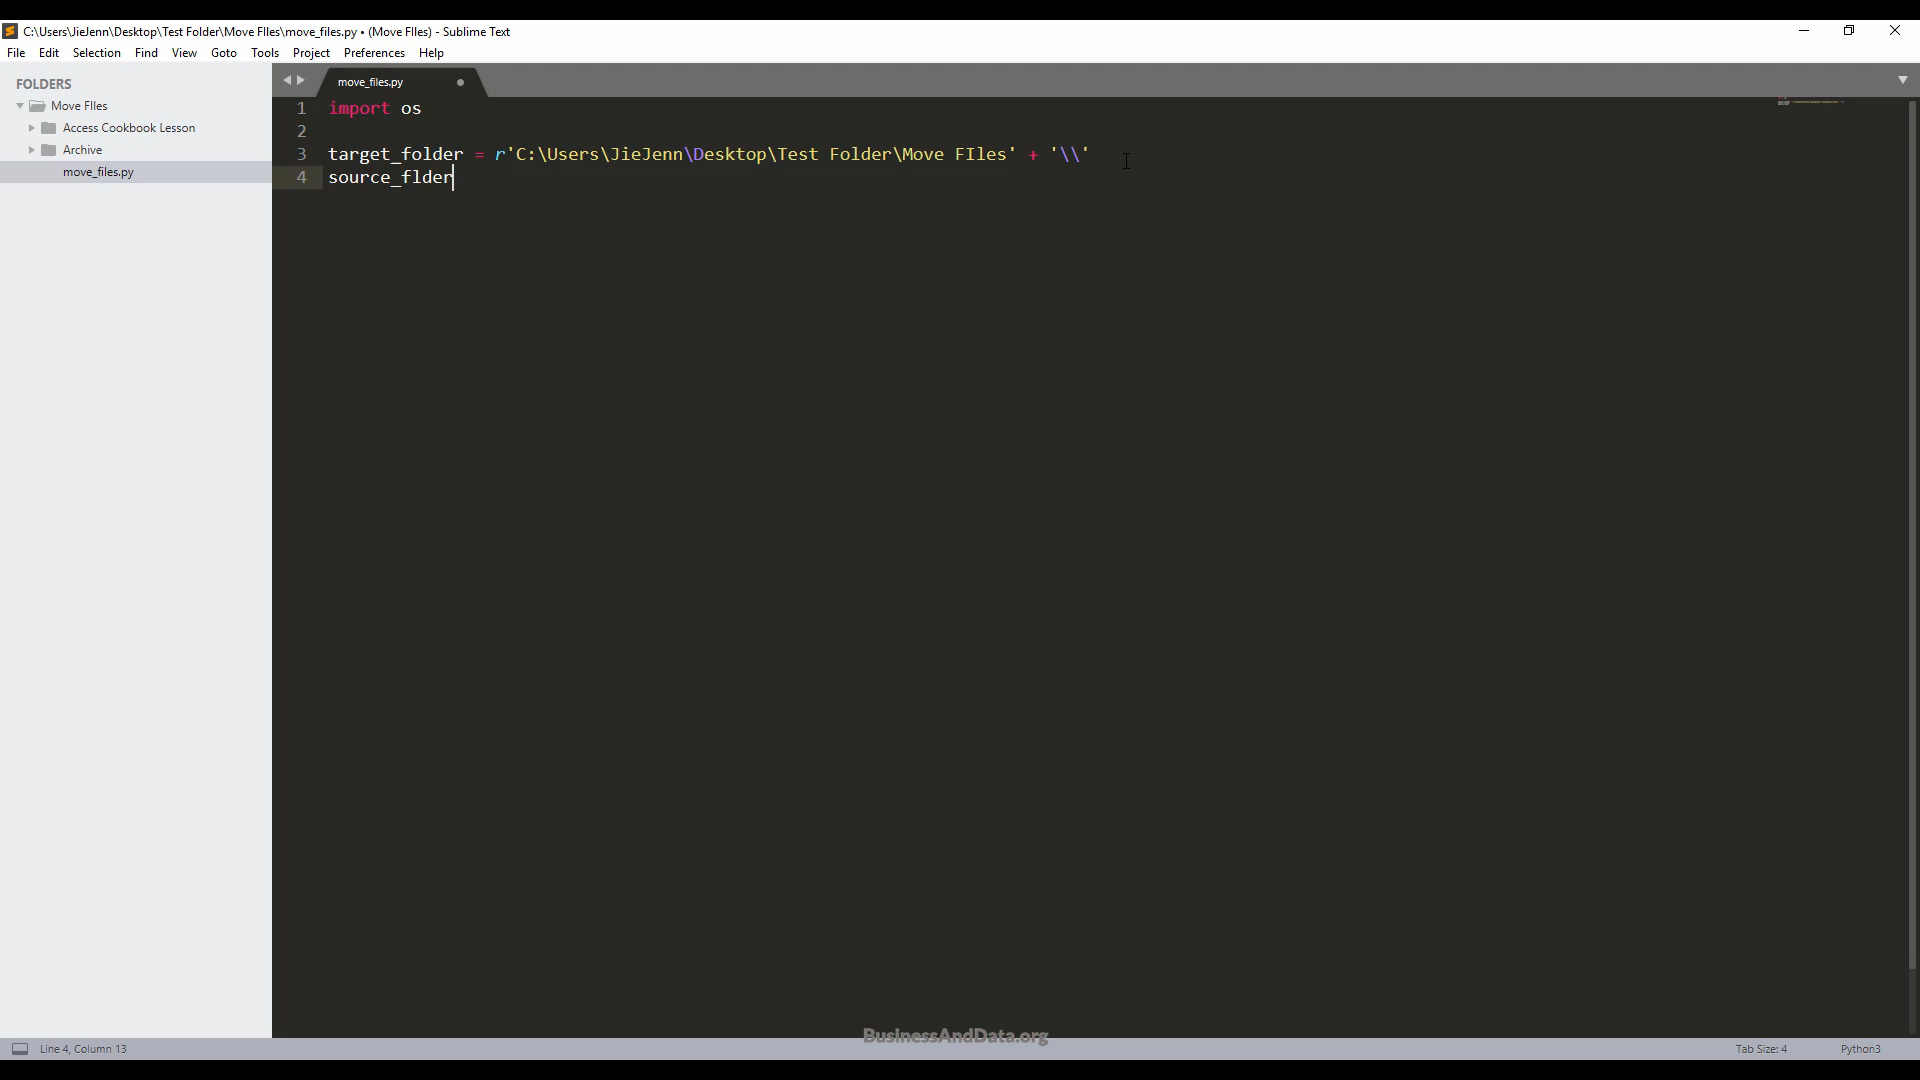 C:\Users\JieJenn\Desktop\Test Folder\Move FIles\move_files.py • (Move FIles) - Sublime Text
File Edit Selection Find View Goto Tools Project Preferences Help
FOLDERS
Move FIles
Access Cookbook Lesson
Archive
move_files.py
move_files.py
1 import os
2
3 target_folder = r'C:\Users\JieJenn\Desktop\Test Folder\Move FIles' + '\\'
4 source_flder
BusinessAndData.org
Line 4, Column 13
Tab Size: 4
Python3